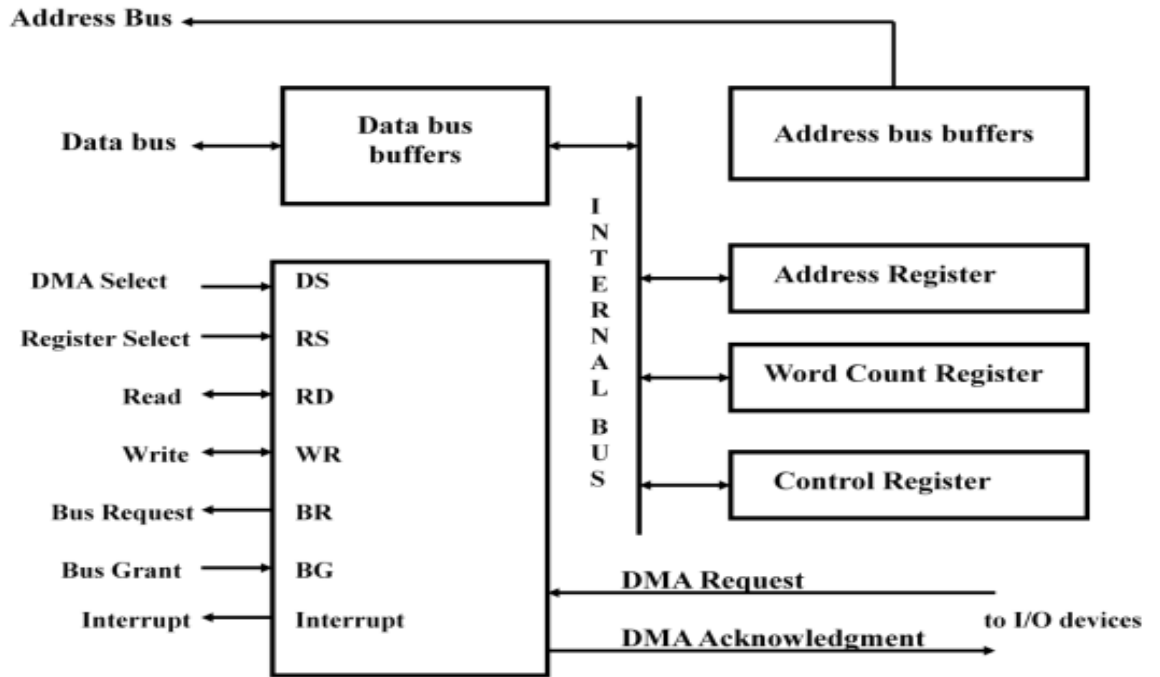 Address Bus
Data bus
Data bus
buffers
Address bus buffers
INTERNAL BUS
DMA Select
DS
Address Register
Register Select
RS
Read
RD
Word Count Register
Write
WR
Control Register
Bus Request
BR
Bus Grant
BG
DMA Request
Interrupt
Interrupt
to I/O devices
DMA Acknowledgment